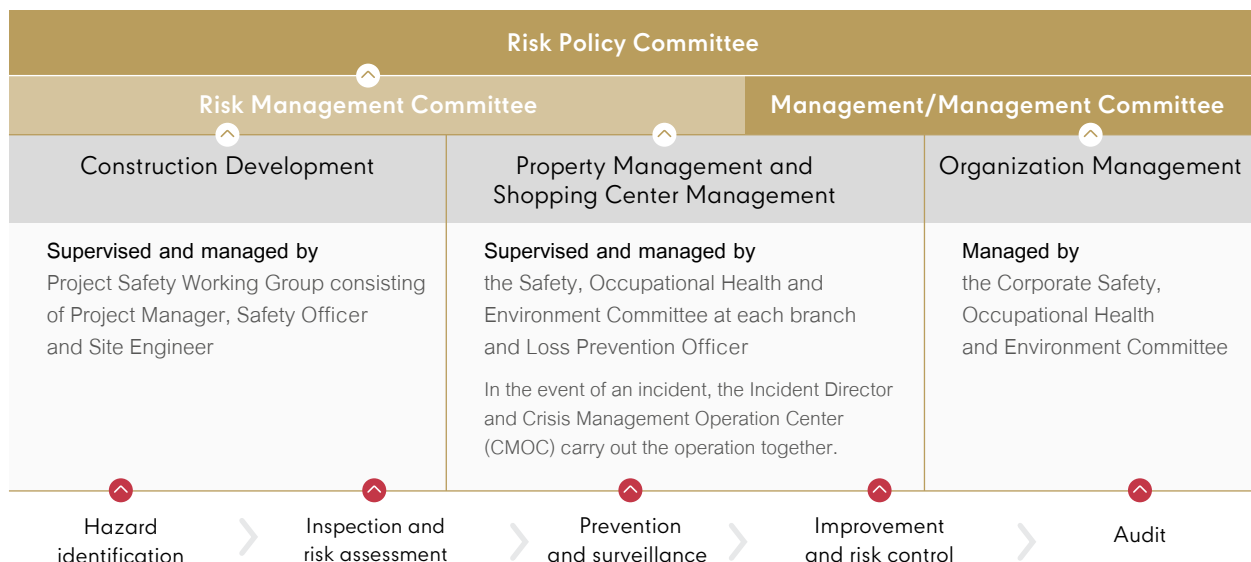 Risk Policy Committee
Risk Management Committee
Management/Management Committee
Construction Development
Property Management and
Shopping Center Management
Organization Management
Supervised and managed by
Project Safety Working Group consisting
of Project Manager, Safety Officer
and Site Engineer
Supervised and managed by
the Safety, Occupational Health and
Environment Committee at each branch
and Loss Prevention Officer
In the event of an incident, the Incident Director
and Crisis Management Operation Center
(CMOC) carry out the operation together.
Managed by
the Corporate Safety,
Occupational Health
and Environment Committee
Hazard
identification
Inspection and
risk assessment
Prevention
and surveillance
Improvement
and risk control
Audit